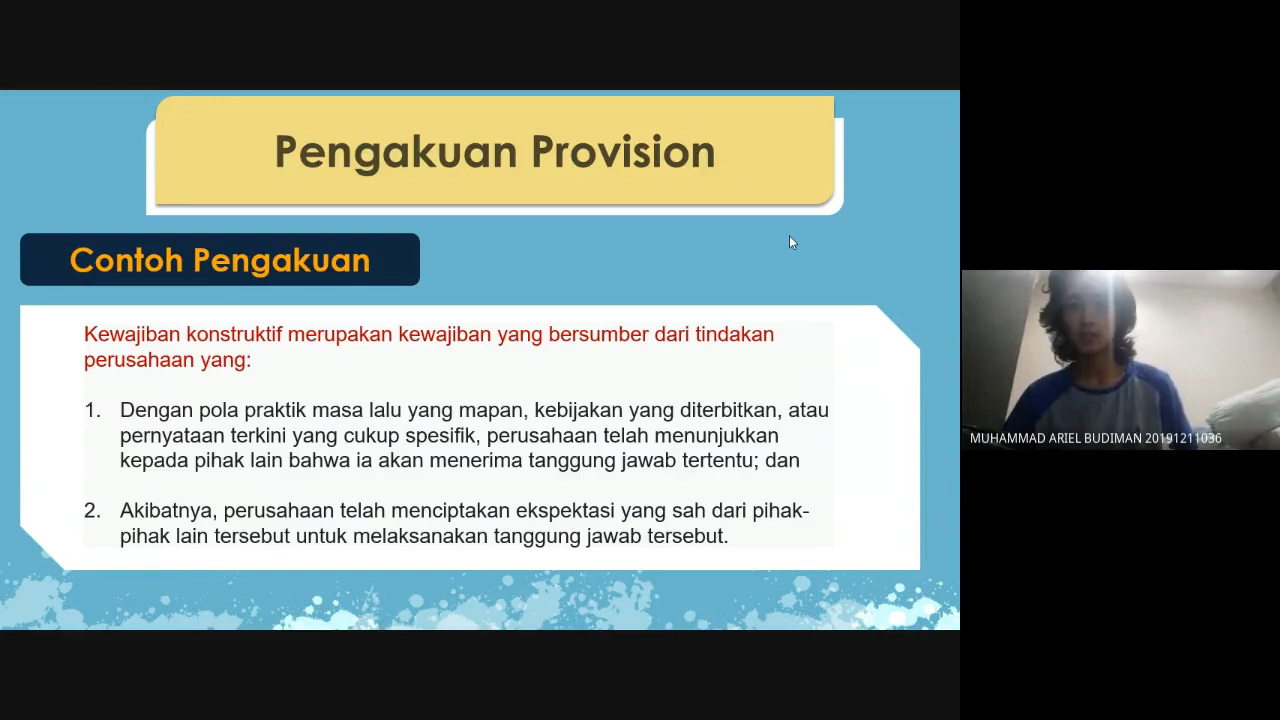 Pengakuan Provision
Contoh Pengakuan
Kewajiban konstruktif merupakan kewajiban yang bersumber dari tindakan
perusahaan yang:
1. Dengan pola praktik masa lalu yang mapan, kebijakan yang diterbitkan, atau
pernyataan terkini yang cukup spesifik, perusahaan telah menunjukkan
kepada pihak lain bahwa ia akan menerima tanggung jawab tertentu; dan
2. Akibatnya, perusahaan telah menciptakan ekspektasi yang sah dari pihak-
pihak lain tersebut untuk melaksanakan tanggung jawab tersebut.
MUHAMMAD ARIEL BUDIMAN 20191211036